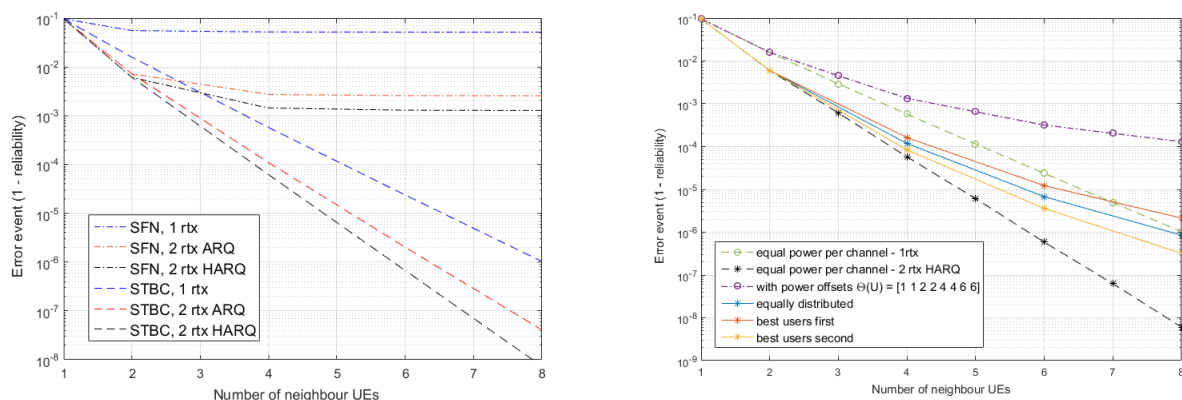 Error event (1 - reliability)
10^-1
10^-2
10^-3
10^-4
10^-5
10^-6
10^-7
10^-8
SFN, 1 rtx
SFN, 2 rtx ARQ
SFN, 2 rtx HARQ
STBC, 1 rtx
STBC, 2 rtx ARQ
STBC, 2 rtx HARQ
1 2 3 4 5 6 7 8
Number of neighbour UEs
Error event (1 - reliability)
10^-1
10^-2
10^-3
10^-4
10^-5
10^-6
10^-7
10^-8
10^-9
equal power per channel - 1rtx
equal power per channel - 2 rtx HARQ
with power offsets Θ(U) = [1 1 2 2 4 4 6 6]
equally distributed
best users first
best users second
1 2 3 4 5 6 7 8
Number of neighbour UEs